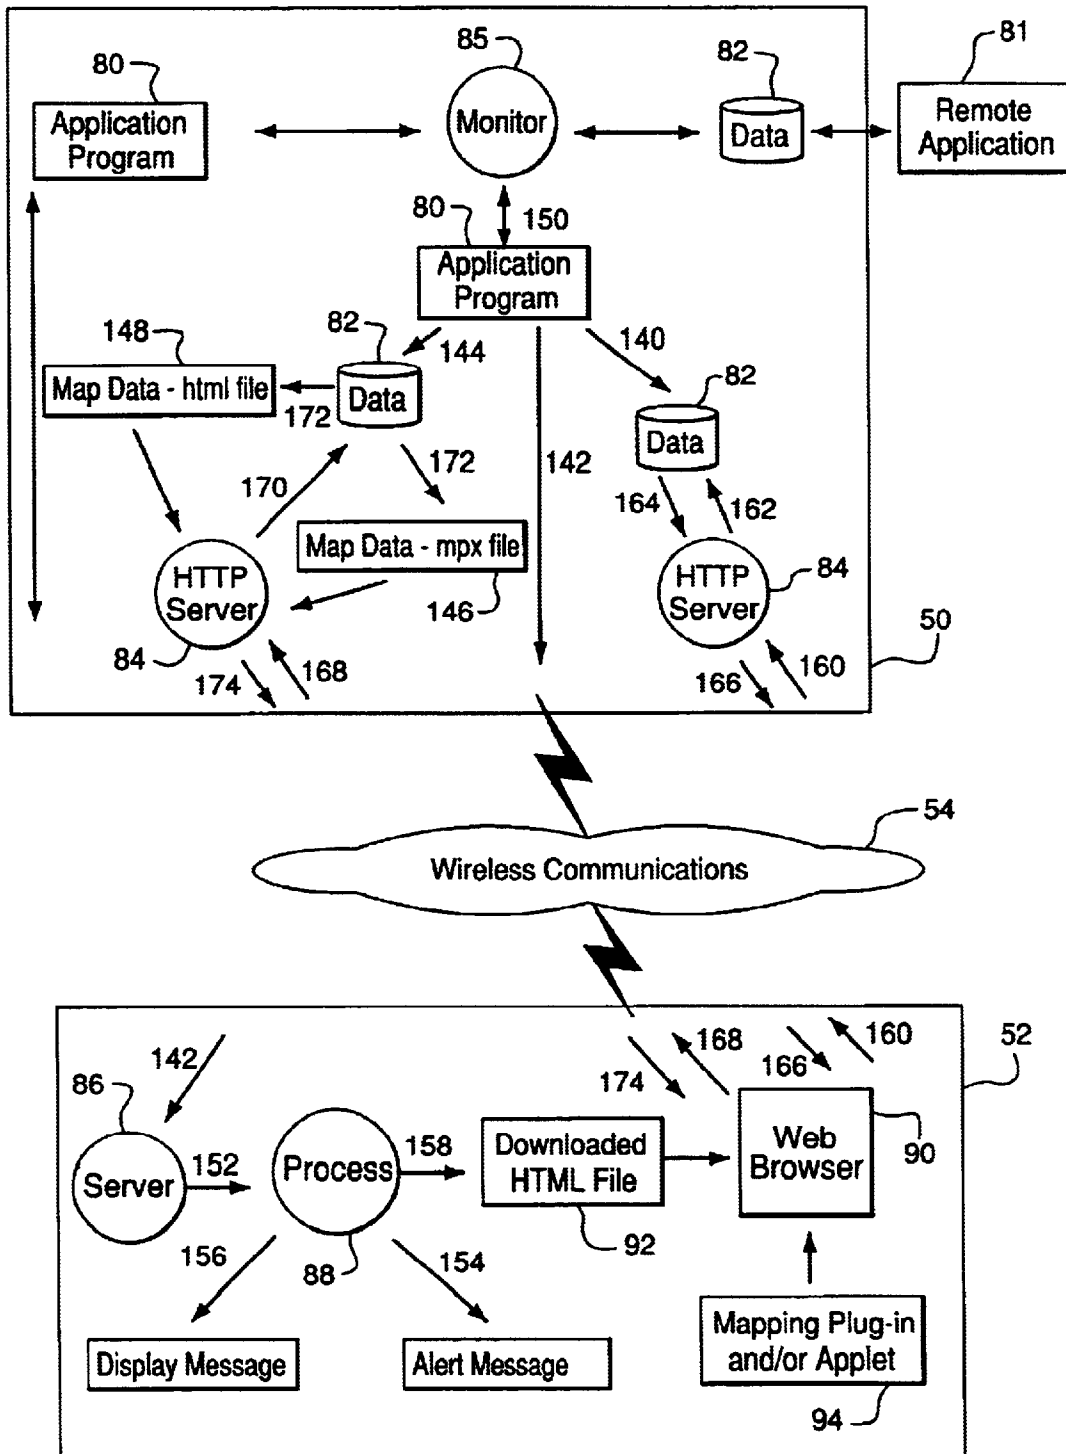 85
82
81
80
Application
Program
Monitor
Data
Remote
Application
80
150
Application
Program
148
82
144
140
82
Map Data - html file
172
Data
Data
142
170
172
164
162
Map Data - mpx file
HTTP
Server
HTTP
Server
84
146
84
50
174
168
166
160
54
Wireless Communications
142
168
160
52
86
174
166
158
Downloaded
HTML File
Web
Browser
90
Server
152
Process
92
156
88
154
Display Message
Alert Message
Mapping Plug-in
and/or Applet
94